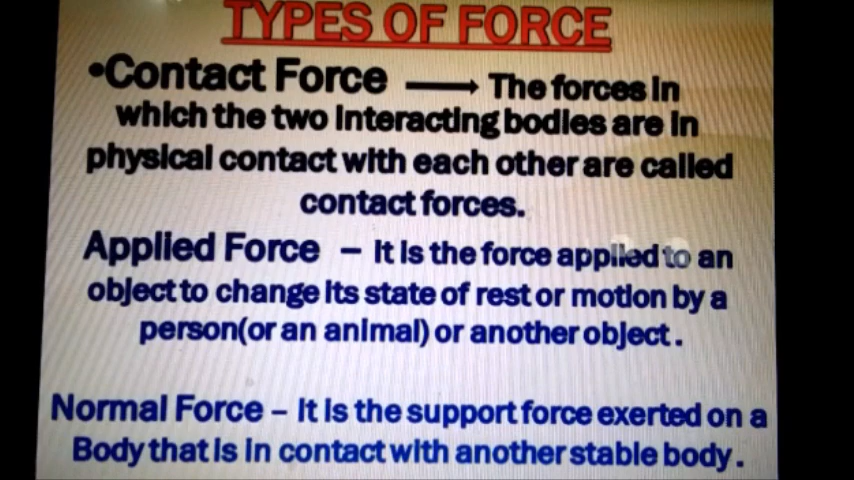 TYPES OF FORCE
•Contact Force ⟶ The forces in
which the two interacting bodies are in
physical contact with each other are called
contact forces.
Applied Force – It is the force applied to an
object to change its state of rest or motion by a
person(or an animal) or another object.
Normal Force – It is the support force exerted on a
Body that is in contact with another stable body.